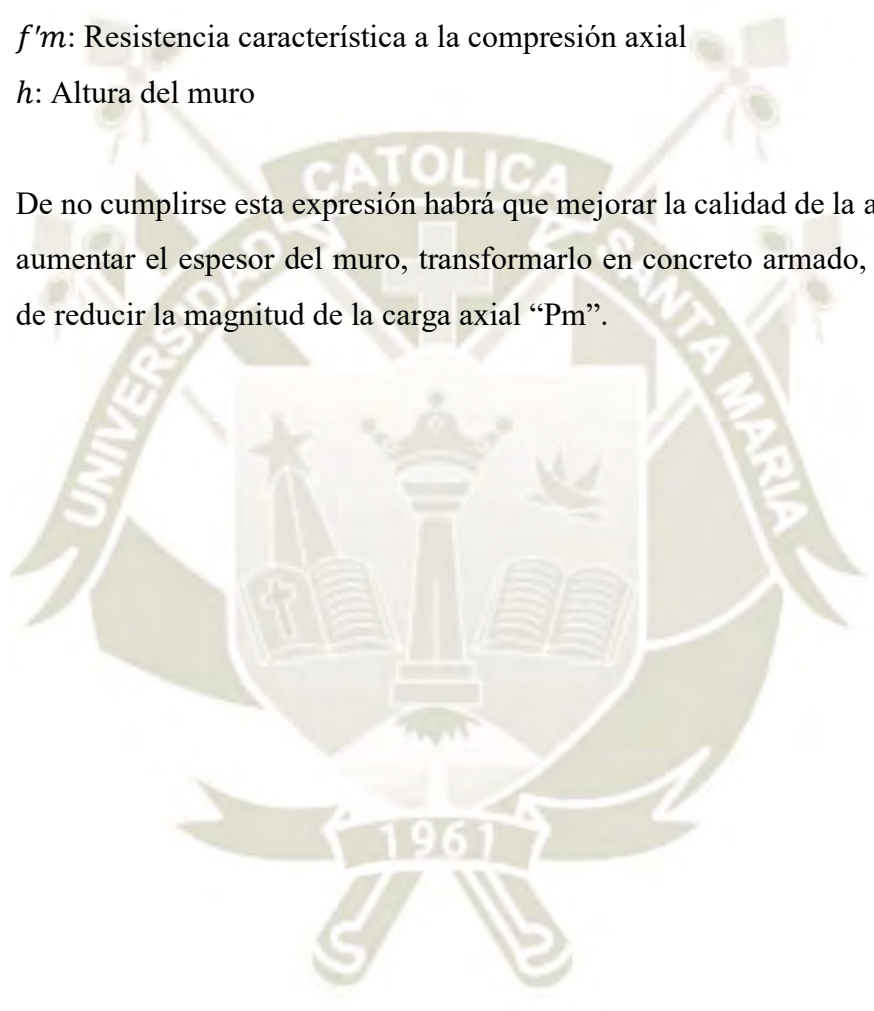 f'm: Resistencia característica a la compresión axial
h: Altura del muro
De no cumplirse esta expresión habrá que mejorar la calidad de la
aumentar el espesor del muro, transformarlo en concreto armado,
de reducir la magnitud de la carga axial “Pm”.
UNIVERSIDAD CATOLICA SANTA MARIA
1961